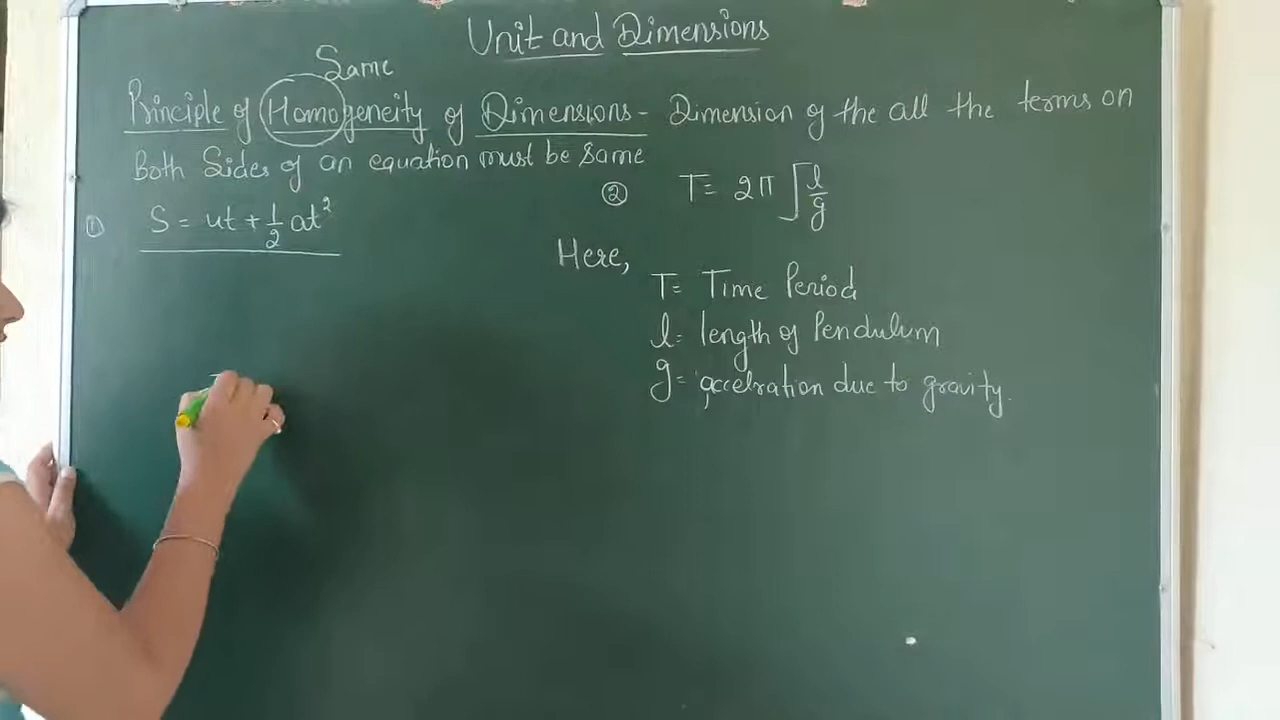 Unit and Dimensions
Same
Principle of Homogeneity of Dimensions - Dimension of the all the terms on
Both Sides of an equation must be same
① S = ut + 1/2 at²
② T = 2π √l/g
Here,
T = Time Period
l = length of Pendulum
g = accelration due to gravity.